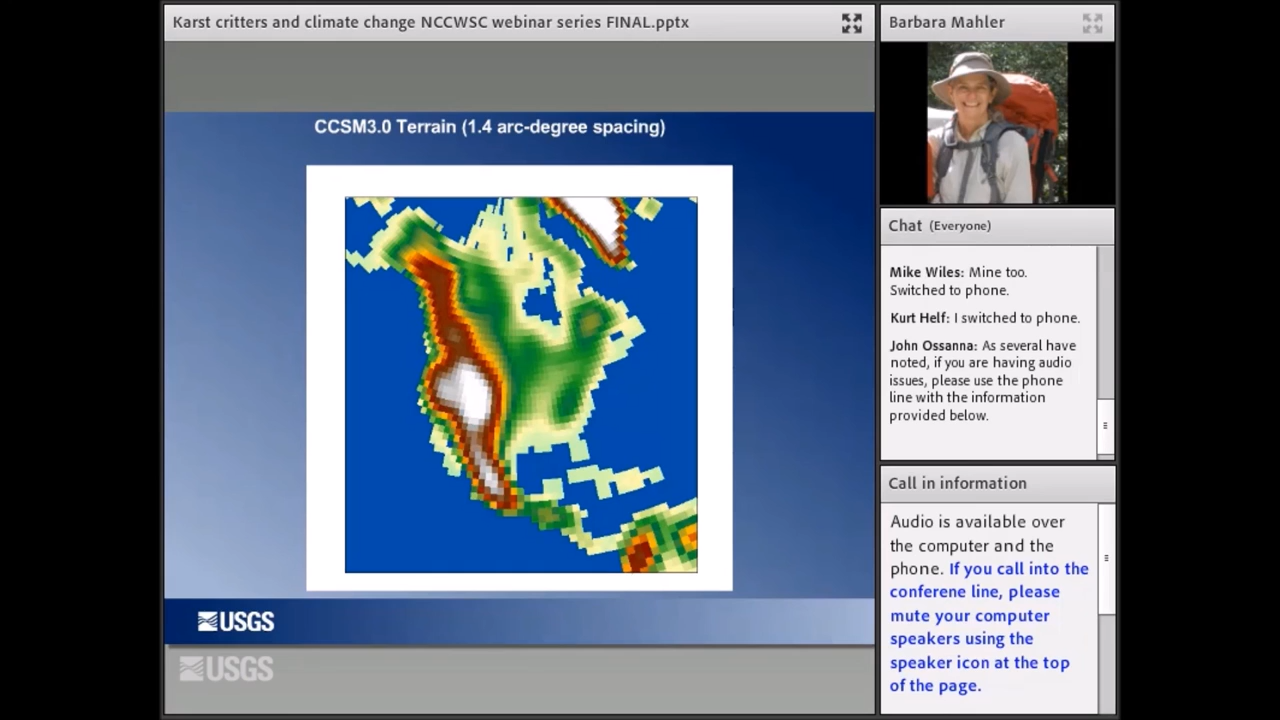 Karst critters and climate change NCCWSC webinar series FINAL.pptx
CCSM3.0 Terrain (1.4 arc-degree spacing)
USGS
USGS
Barbara Mahler
Chat (Everyone)
Mike Wiles: Mine too.
Switched to phone.
Kurt Helf: I switched to phone.
John Ossanna: As several have
noted, if you are having audio
issues, please use the phone
line with the information
provided below.
Call in information
Audio is available over
the computer and the
phone. If you call into the
conferene line, please
mute your computer
speakers using the
speaker icon at the top
of the page.